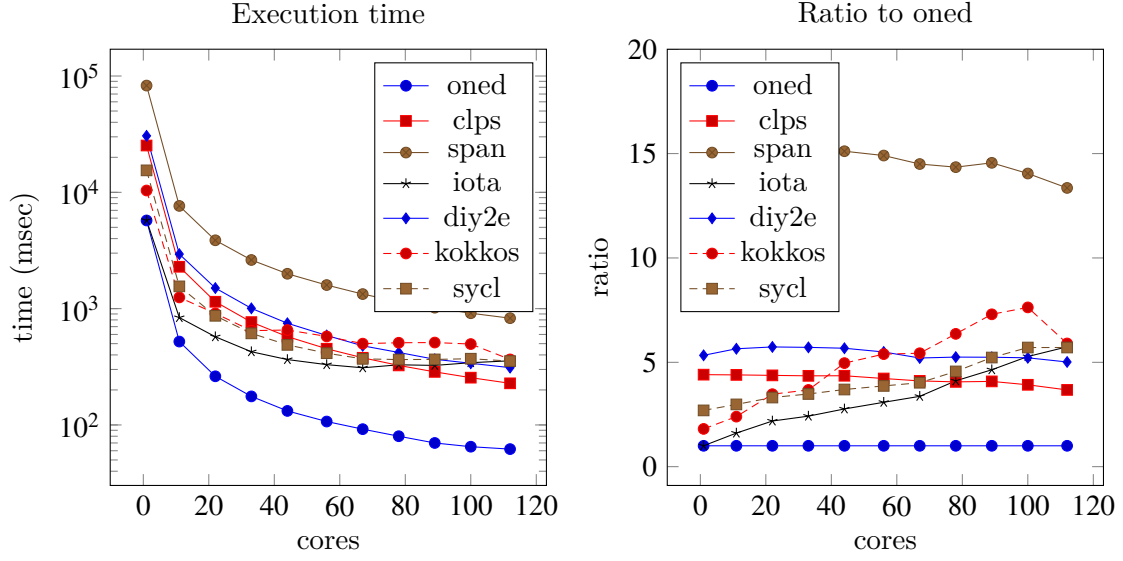 Execution time
10^5
10^4
10^3
10^2
time (msec)
0 20 40 60 80 100 120
cores
oned
clps
span
iota
diy2e
kokkos
sycl
Ratio to oned
20
15
10
5
0
ratio
0 20 40 60 80 100 120
cores
oned
clps
span
iota
diy2e
kokkos
sycl